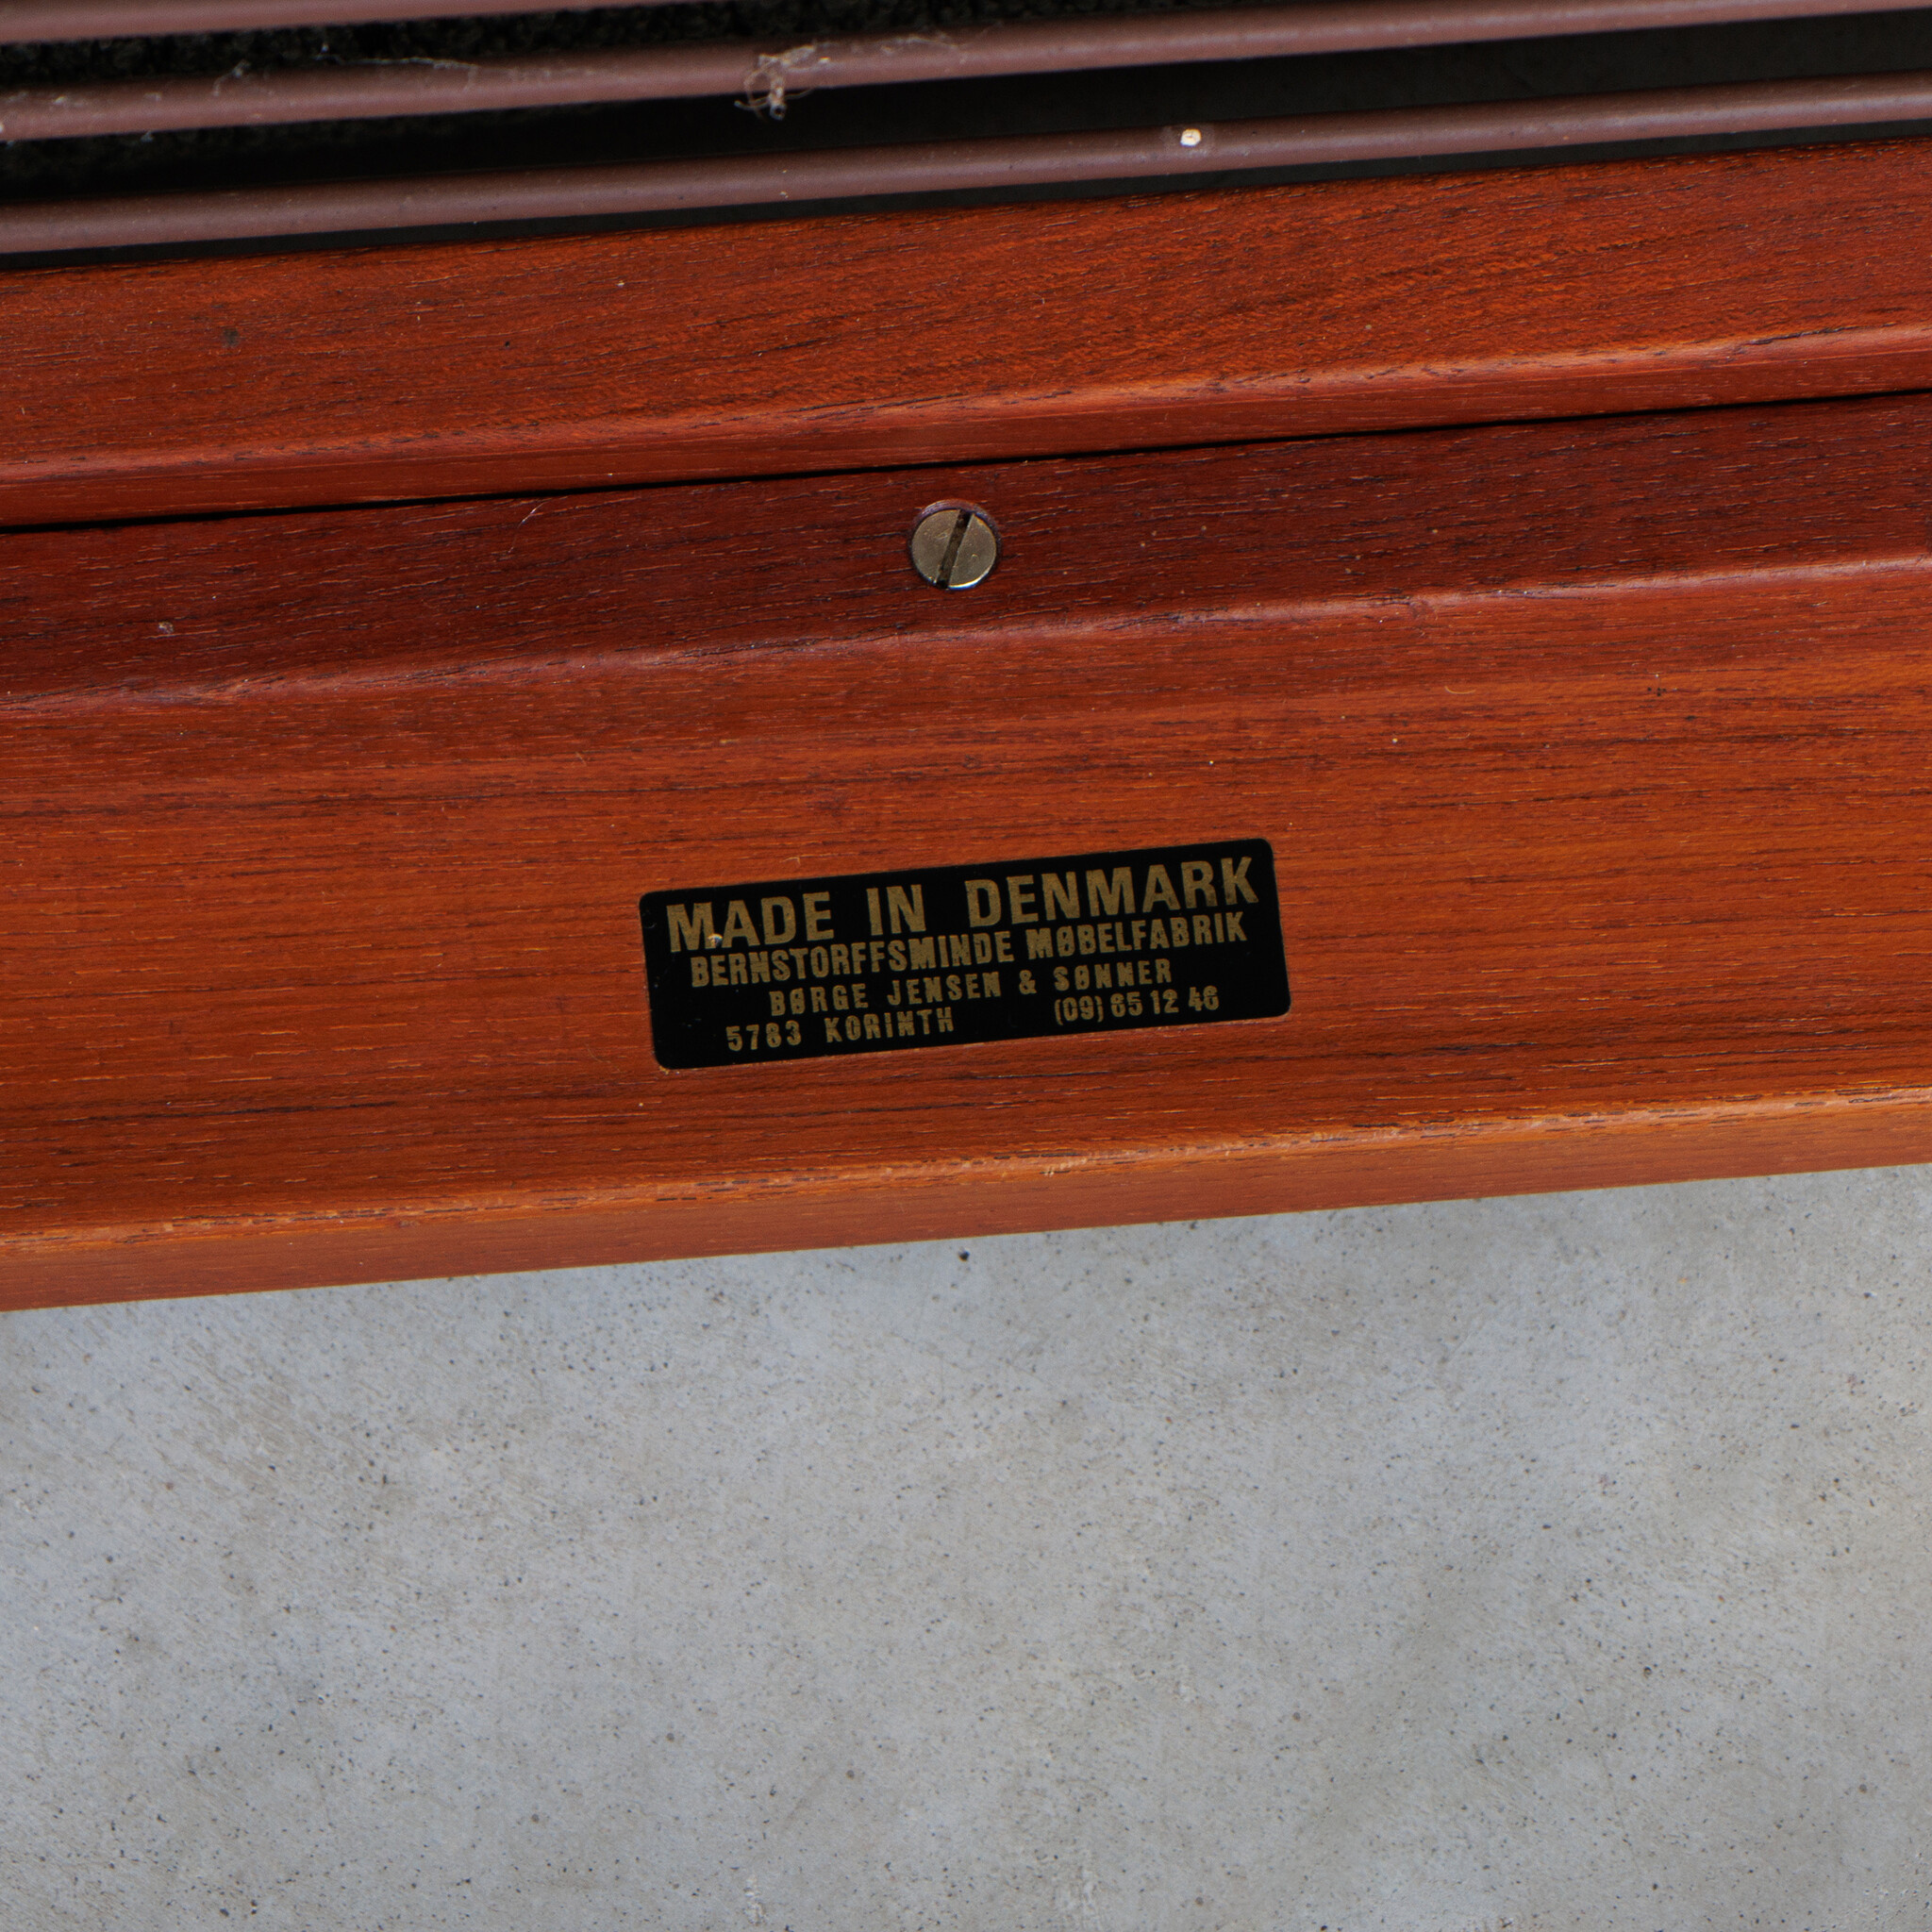 MADE IN DENMARK
BERNSTORFFSMINDE MØBELFABRIK
BØRGE JENSEN & SØNNER
5783 KORINTH (09) 65 12 46